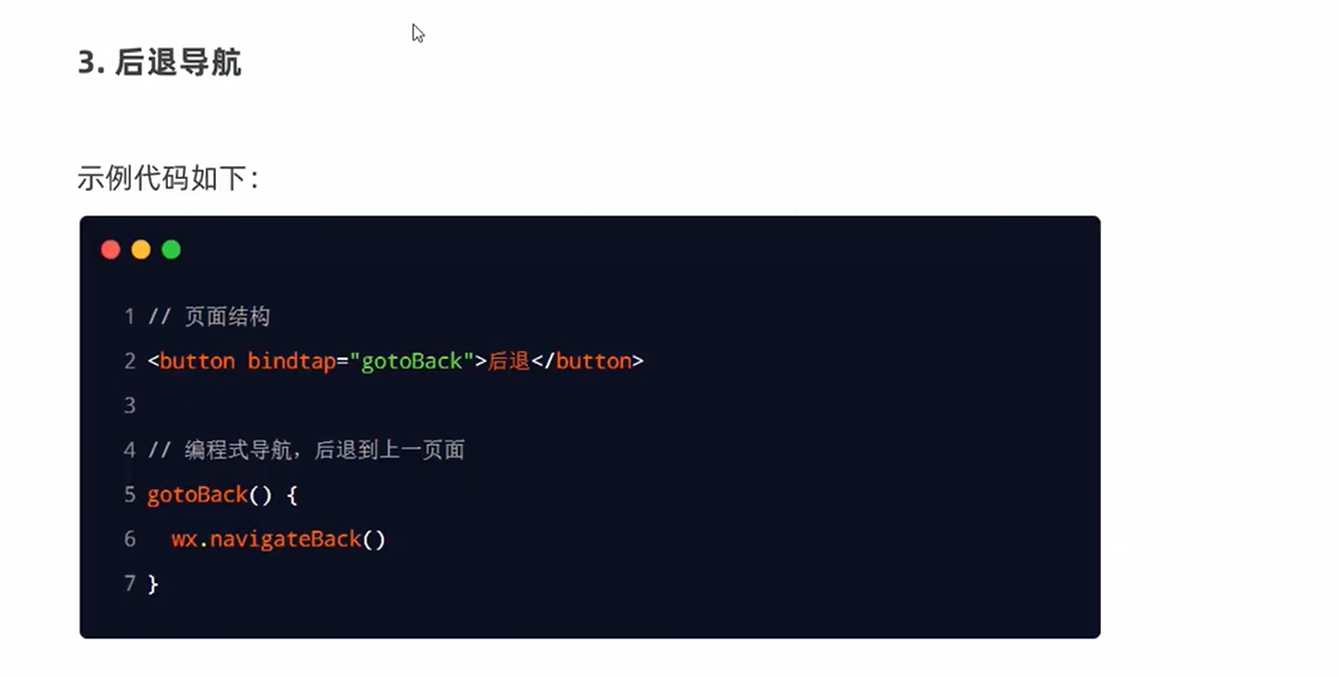 3. 后退导航
示例代码如下：
1 // 页面结构
2 <button bindtap="gotoBack">后退</button>
3
4 // 编程式导航，后退到上一页面
5 gotoBack() {
6   wx.navigateBack()
7 }